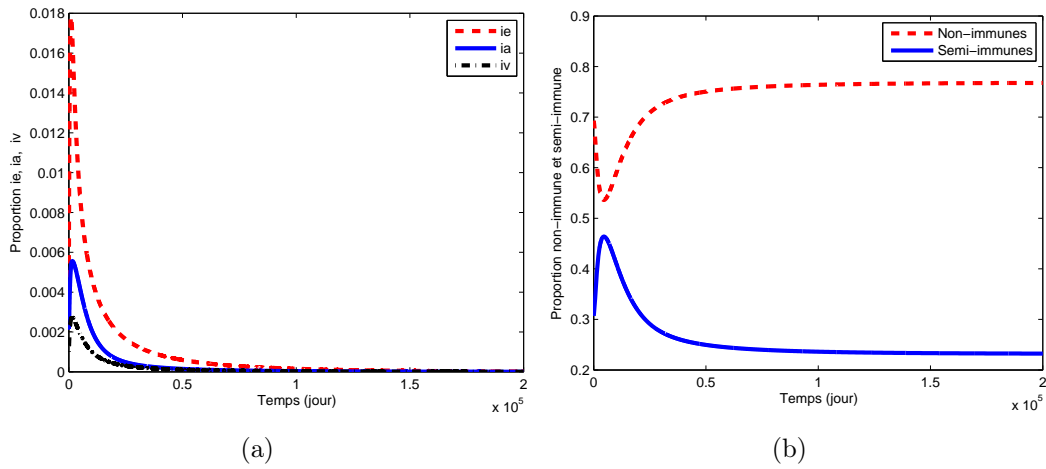 0.018
0.016
0.014
0.012
0.01
0.008
0.006
0.004
0.002
0
Proportion ie, ia, iv
ie
ia
iv
0 0.5 1 1.5 2
Temps (jour)
x 10^5
(a)
0.9
0.8
0.7
0.6
0.5
0.4
0.3
0.2
Proportion non−immune et semi−immune
Non−immunes
Semi−immunes
0 0.5 1 1.5 2
Temps (jour)
x 10^5
(b)